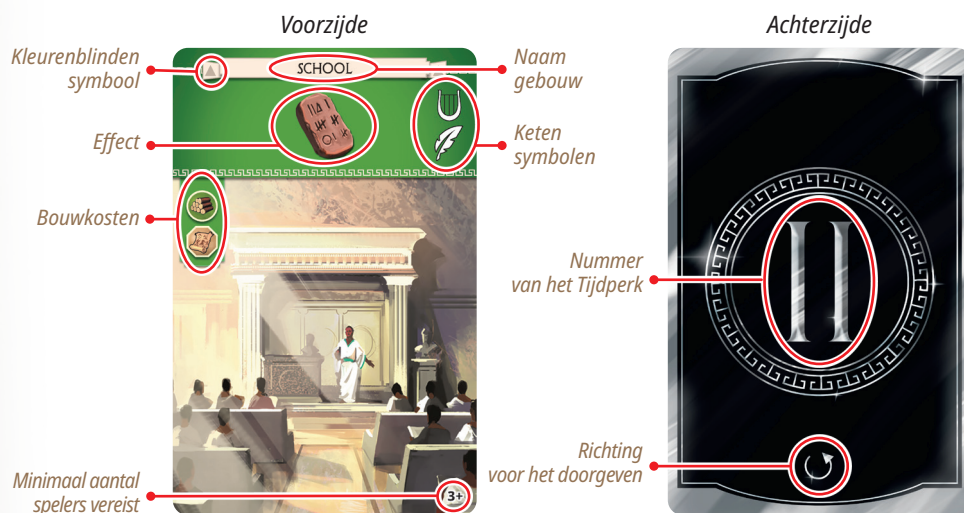 Voorzijde
Achterzijde
Kleurenblinden
symbool
SCHOOL
Naam
gebouw
Effect
Keten
symbolen
Bouwkosten
II
Nummer
van het Tijdperk
Richting
voor het doorgeven
Minimaal aantal
spelers vereist
3+